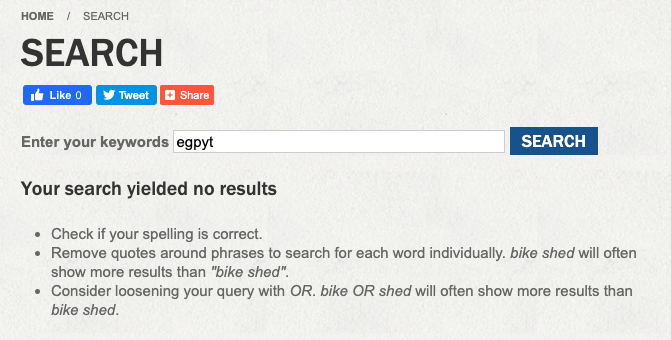 HOME / SEARCH
SEARCH
Like 0 Tweet Share
Enter your keywords egpyt SEARCH
Your search yielded no results
• Check if your spelling is correct.
• Remove quotes around phrases to search for each word individually. bike shed will often
show more results than "bike shed".
• Consider loosening your query with OR. bike OR shed will often show more results than
bike shed.